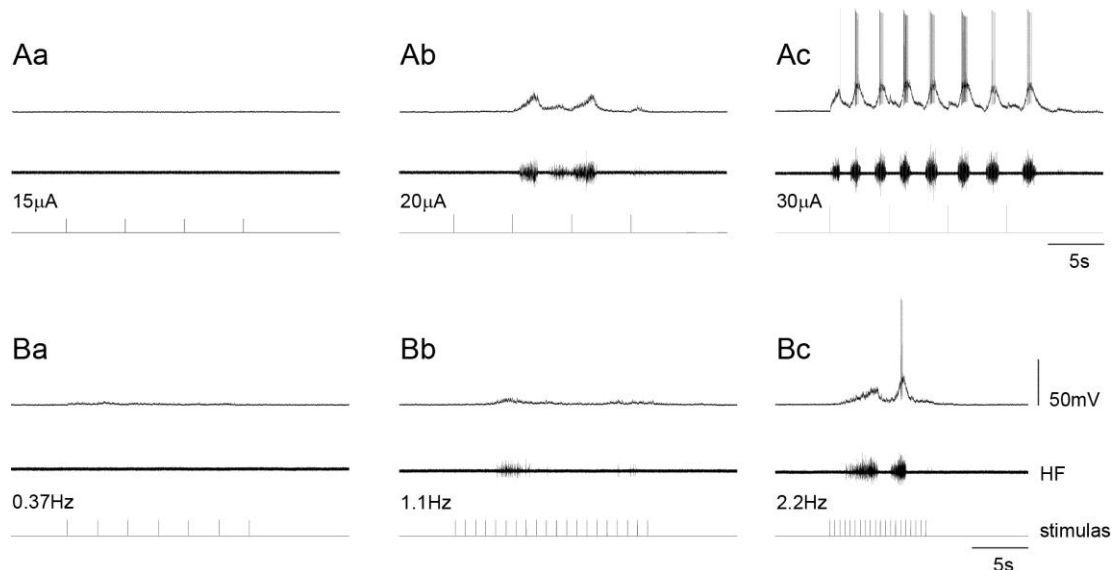 Aa
Ab
Ac
15μA
20μA
30μA
5s
Ba
Bb
Bc
50mV
HF
0.37Hz
1.1Hz
2.2Hz
stimulas
5s